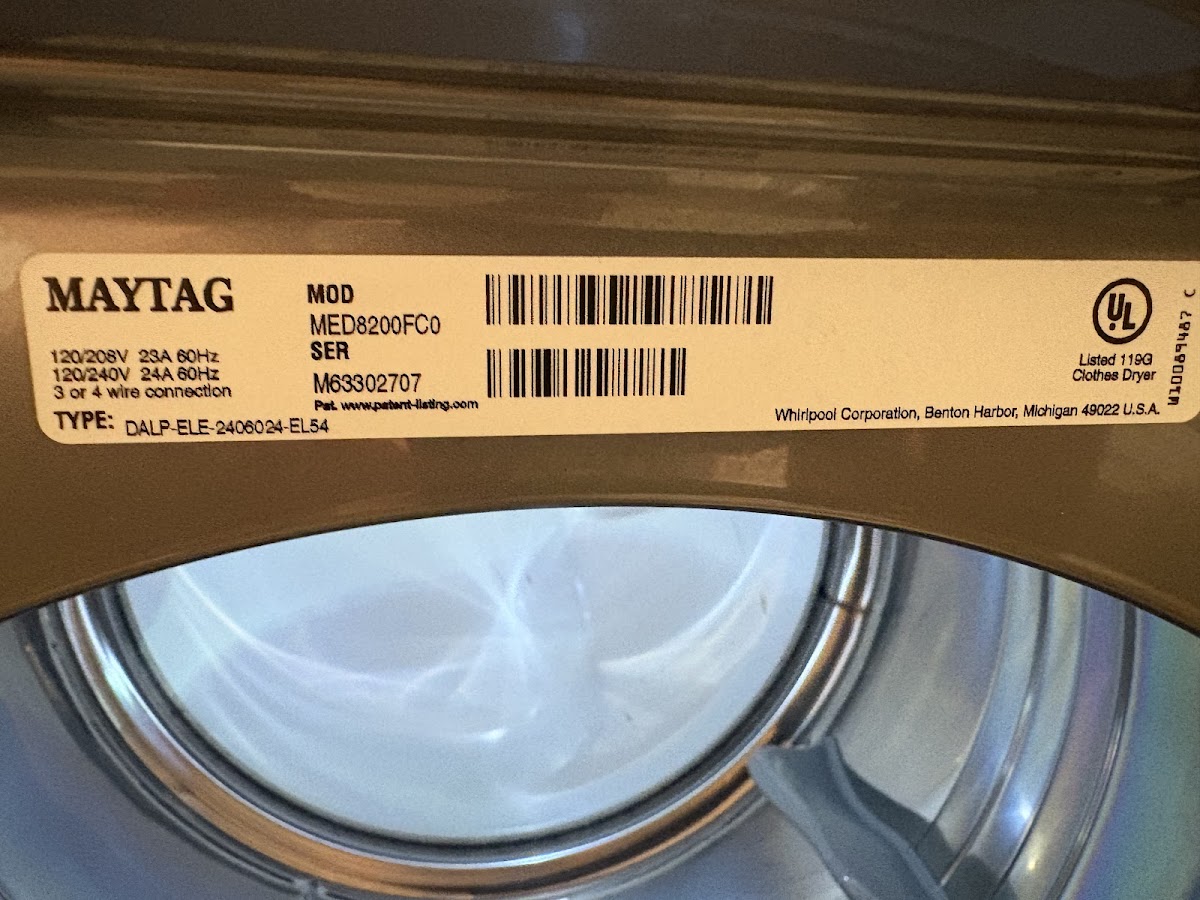 MAYTAG
120/208V 23A 60Hz
120/240V 24A 60Hz
3 or 4 wire connection
TYPE: DALP-ELE-2406024-EL54
MOD
MED8200FC0
SER
M63302707
Pat. www.patent-listing.com
UL
Listed 119G
Clothes Dryer
Whirlpool Corporation, Benton Harbor, Michigan 49022 U.S.A.
W10089487 C